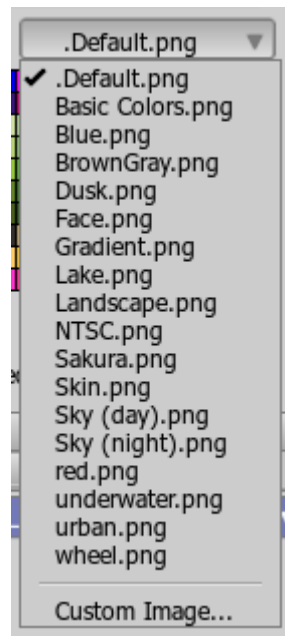 .Default.png
.Default.png
Basic Colors.png
Blue.png
BrownGray.png
Dusk.png
Face.png
Gradient.png
Lake.png
Landscape.png
NTSC.png
Sakura.png
Skin.png
Sky (day).png
Sky (night).png
red.png
underwater.png
urban.png
wheel.png
Custom Image...